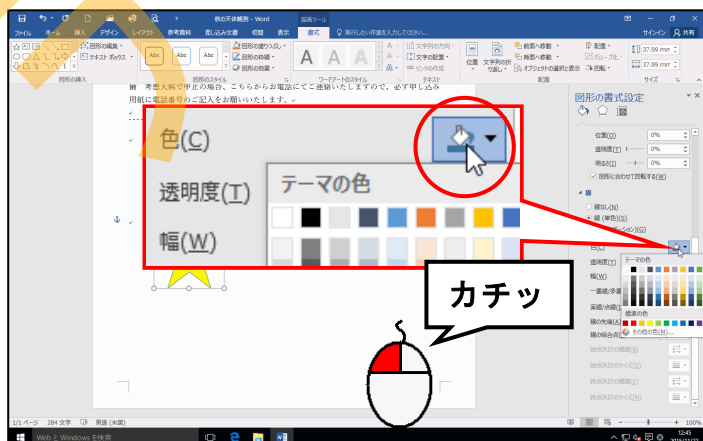 秋の天体観測 - Word
描画ツール
ファイル ホーム 挿入 デザイン レイアウト 参考資料 差し込み文書 校閲 表示 書式 実行したい作業を入力してください...
サインイン 共有
図形の編集
テキスト ボックス
図形の挿入
Abc Abc Abc
図形の塗りつぶし
図形の枠線
図形の効果
図形のスタイル
A A A
ワードアートのスタイル
文字列の方向
文字の配置
リンクの作成
テキスト
位置 文字列の折り返し
前面へ移動
背面へ移動
オブジェクトの選択と表示
配置
グループ化
回転
配置
37.99 mm
37.99 mm
サイズ
備 考悪天候で中止の場合、こちらからお電話にてご連絡いたしますので、必ず申し込み
用紙に電話番号のご記入をお願いいたします。
色(C)
透明度(T)
幅(W)
テーマの色
カチッ
図形の書式設定
位置(O) 0%
透明度(T) 0%
明るさ(I) 0%
図形に合わせて回転する(W)
線
線なし(N)
線 (単色)(S)
色(C)
透明度(T)
幅(W)
テーマの色
標準の色
その他の色(M)...
線の先端(A)
始点矢印の種類(B)
始点矢印のサイズ(S)
終点矢印の種類(E)
終点矢印のサイズ(N)
1/1 ページ 284 文字 英語 (米国)
100%
Web と Windows を検索
12:45
2015/11/22